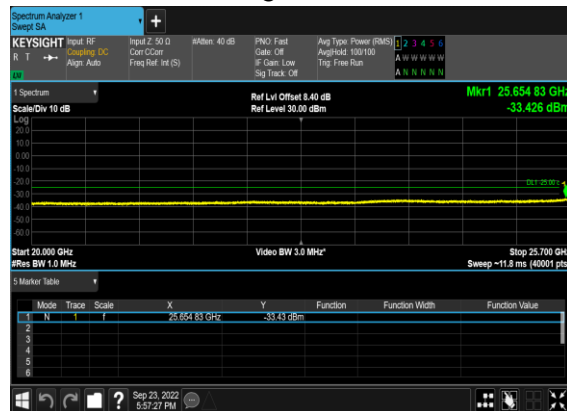 Spectrum Analyzer 1
Swept SA
+
KEYSIGHT Input: RF Input Z: 50 Ω #Atten: 40 dB PNO: Fast Avg Type: Power (RMS) 1 2 3 4 5 6
R T Coupling: DC Corr CCorr Gate: Off Avg|Hold: 100/100 A W W W W W
Align: Auto Freq Ref: Int (S) IF Gain: Low Trig: Free Run
LW Sig Track: Off A N N N N N
1 Spectrum Ref Lvl Offset 8.40 dB Mkr1 25.654 83 GHz
Scale/Div 10 dB Ref Level 30.00 dBm -33.426 dBm
Log
20.0
10.0
0.00
-10.0
-20.0 DL1 -25.00
-30.0
-40.0
-50.0
-60.0
Start 20.000 GHz Video BW 3.0 MHz* Stop 25.700 GHz
#Res BW 1.0 MHz Sweep ~11.8 ms (40001 pts
5 Marker Table
Mode Trace Scale X Y Function Function Width Function Value
1 N 1 f 25.654 83 GHz -33.43 dBm
2
3
4
5
6
? Sep 23, 2022
5:57:27 PM